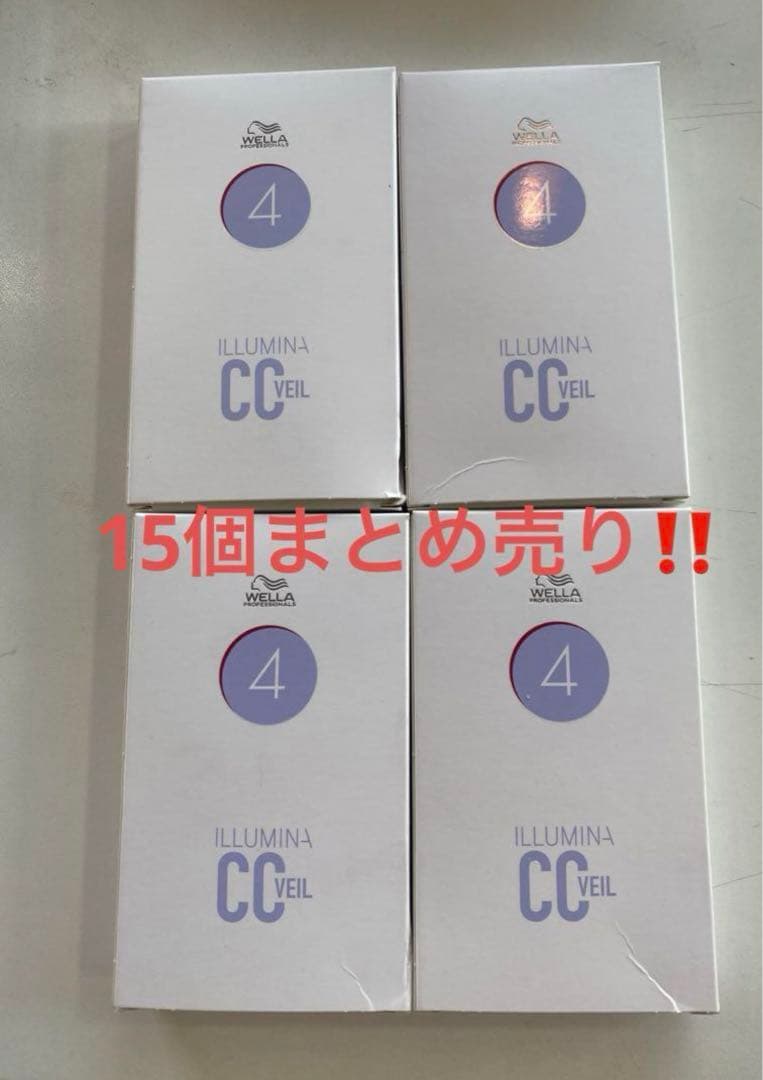 WELLA
PROFESSIONALS
4
ILLUMINA
CC VEIL
WELLA
PROFESSIONALS
4
ILLUMINA
CC VEIL
15個まとめ売り‼️
WELLA
PROFESSIONALS
4
ILLUMINA
CC VEIL
WELLA
PROFESSIONALS
4
ILLUMINA
CC VEIL